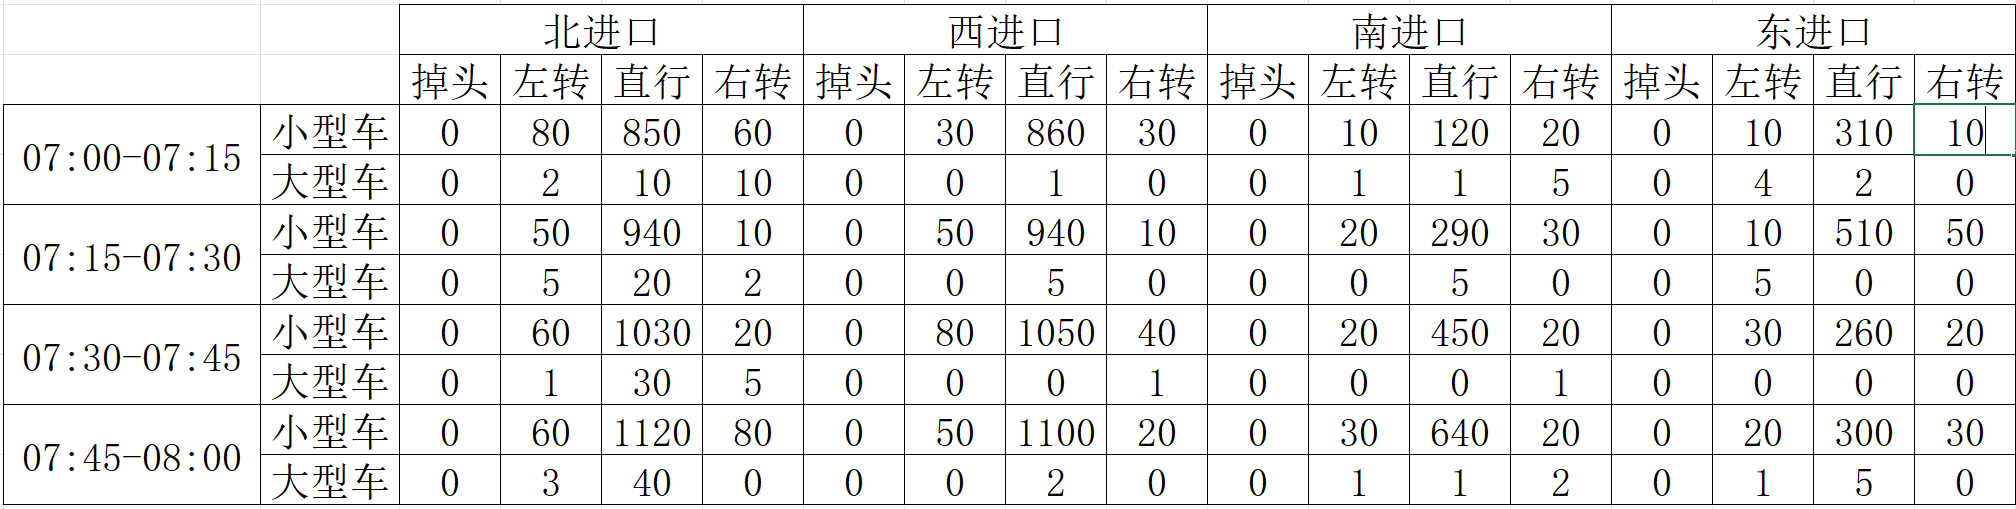 北进口 西进口 南进口 东进口
掉头 左转 直行 右转 掉头 左转 直行 右转 掉头 左转 直行 右转 掉头 左转 直行 右转
07:00-07:15 小型车 0 80 850 60 0 30 860 30 0 10 120 20 0 10 310 10
大型车 0 2 10 10 0 0 1 0 0 1 1 5 0 4 2 0
07:15-07:30 小型车 0 50 940 10 0 50 940 10 0 20 290 30 0 10 510 50
大型车 0 5 20 2 0 0 5 0 0 0 5 0 0 5 0 0
07:30-07:45 小型车 0 60 1030 20 0 80 1050 40 0 20 450 20 0 30 260 20
大型车 0 1 30 5 0 0 0 1 0 0 0 1 0 0 0 0
07:45-08:00 小型车 0 60 1120 80 0 50 1100 20 0 30 640 20 0 20 300 30
大型车 0 3 40 0 0 0 2 0 0 1 1 2 0 1 5 0